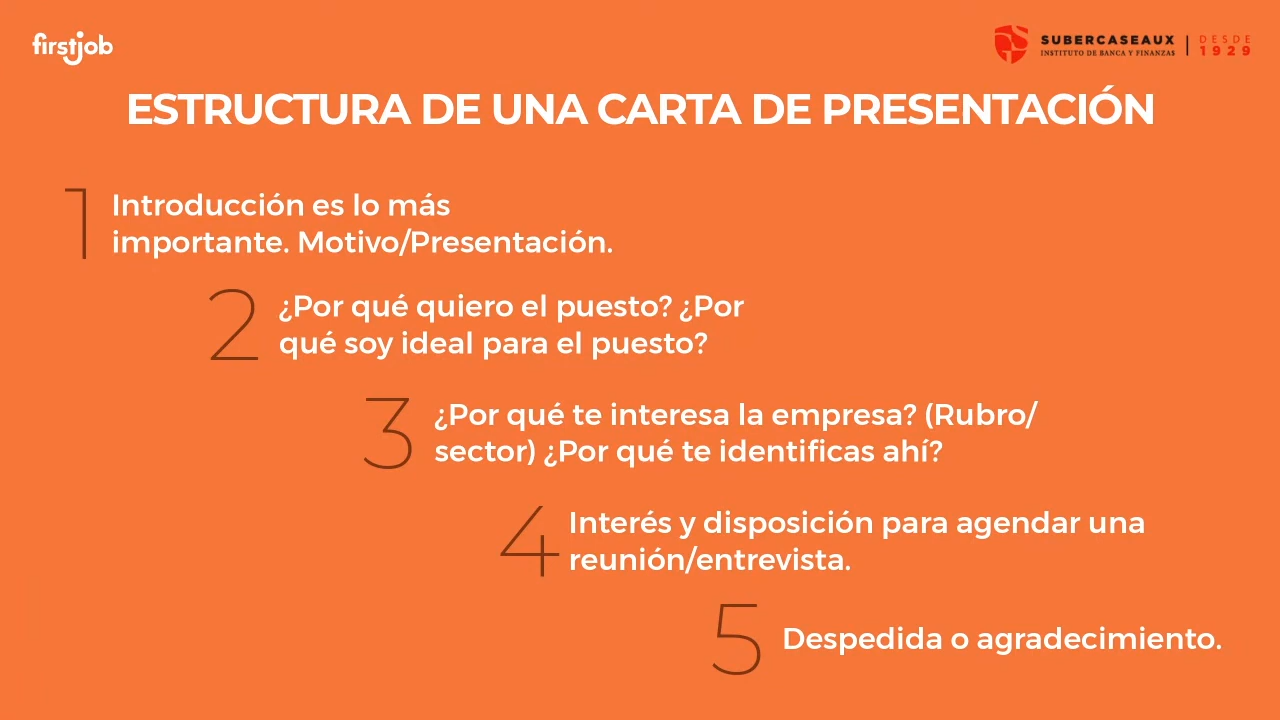 firstjob
SUBERCASEAUX
INSTITUTO DE BANCA Y FINANZAS
DESDE
1929
ESTRUCTURA DE UNA CARTA DE PRESENTACIÓN
1
Introducción es lo más
importante. Motivo/Presentación.
2
¿Por qué quiero el puesto? ¿Por
qué soy ideal para el puesto?
3
¿Por qué te interesa la empresa? (Rubro/
sector) ¿Por qué te identificas ahí?
4
Interés y disposición para agendar una
reunión/entrevista.
5
Despedida o agradecimiento.